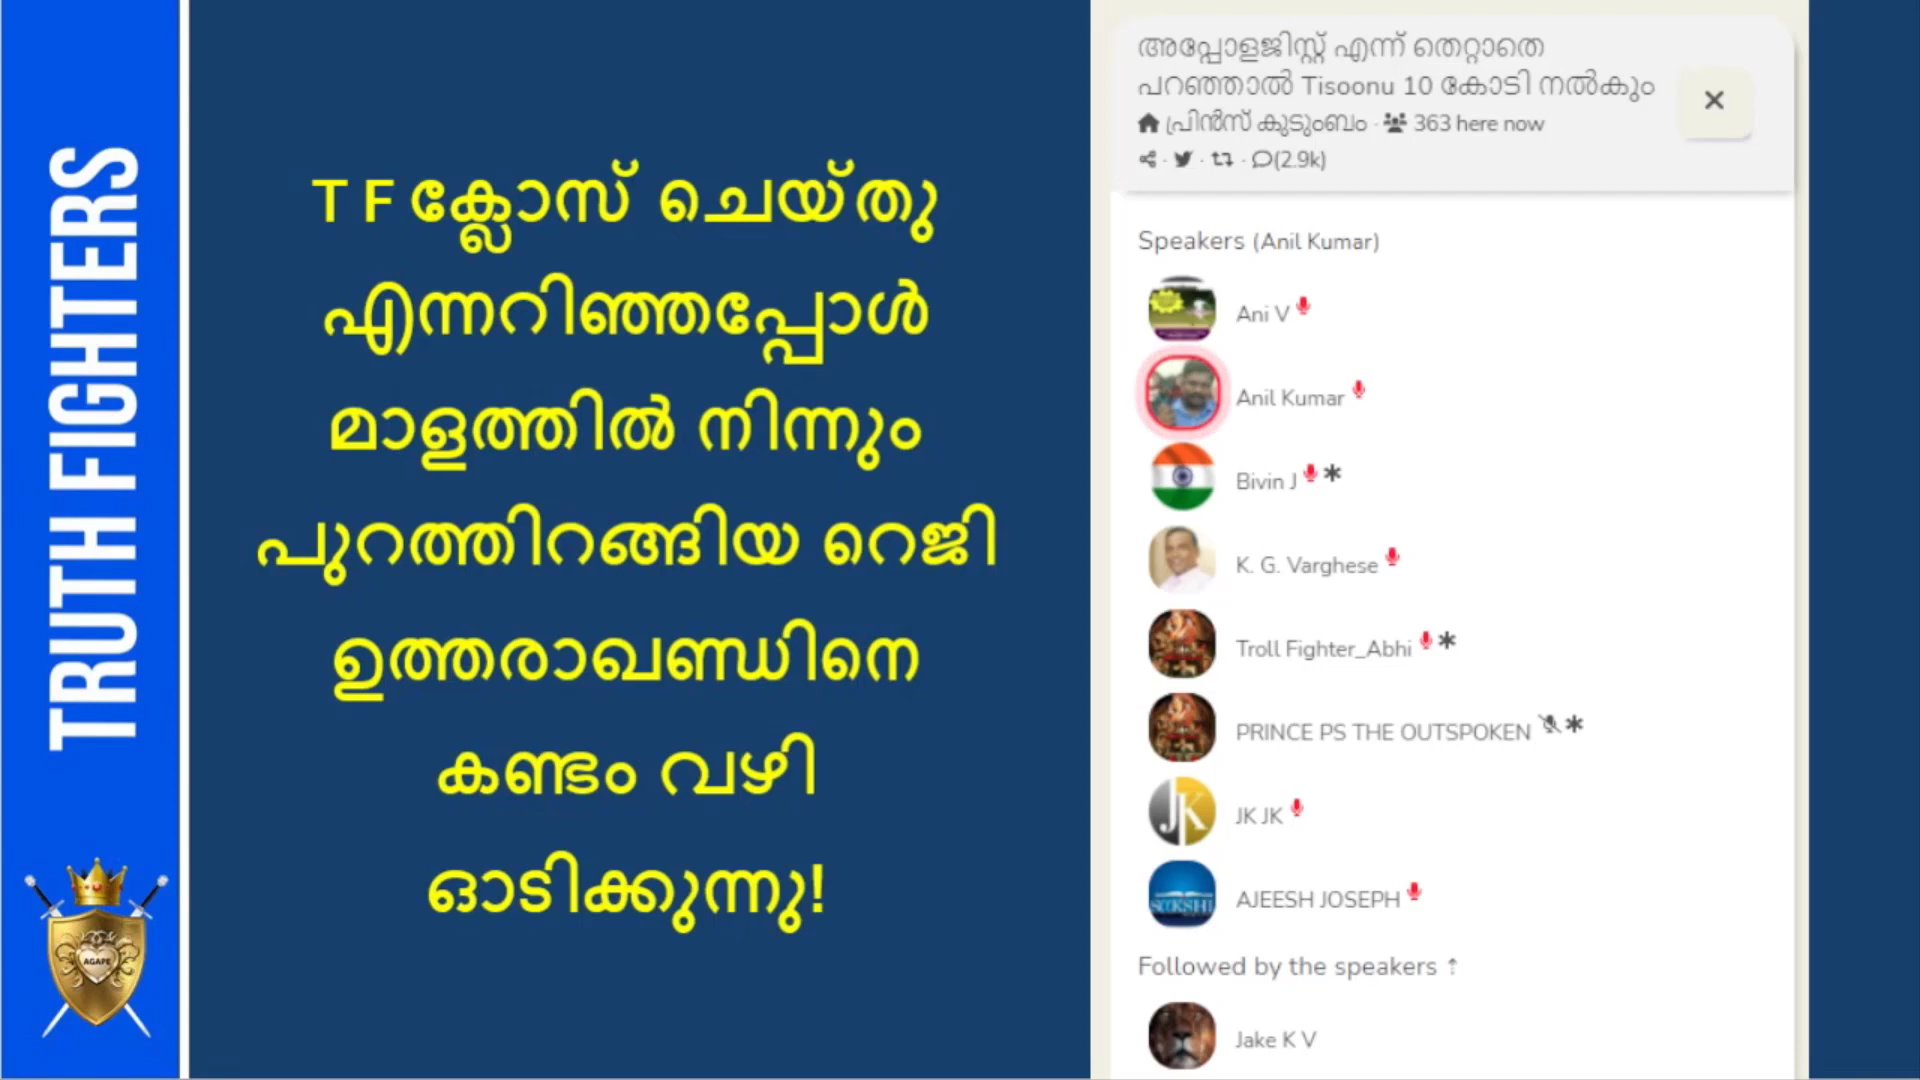 TRUTH FIGHTERS
AGAPE
T F ക്ലോസ് ചെയ്തു
എന്നറിഞ്ഞപ്പോൾ
മാളത്തിൽ നിന്നും
പുറത്തിറങ്ങിയ റെജി
ഉത്തരാഖണ്ഡിനെ
കണ്ടം വഴി
ഓടിക്കുന്നു!
അപ്പോളജിസ്റ്റ് എന്ന് തെറ്റാതെ
പറഞ്ഞാൽ Tisoonu 10 കോടി നൽകും
പ്രിൻസ് കുടുംബം · 363 here now
(2.9k)
Speakers (Anil Kumar)
Ani V
Anil Kumar
Bivin J
K. G. Varghese
Troll Fighter_Abhi
PRINCE PS THE OUTSPOKEN
JK
JK JK
AJEESH JOSEPH
Followed by the speakers ↑
Jake K V